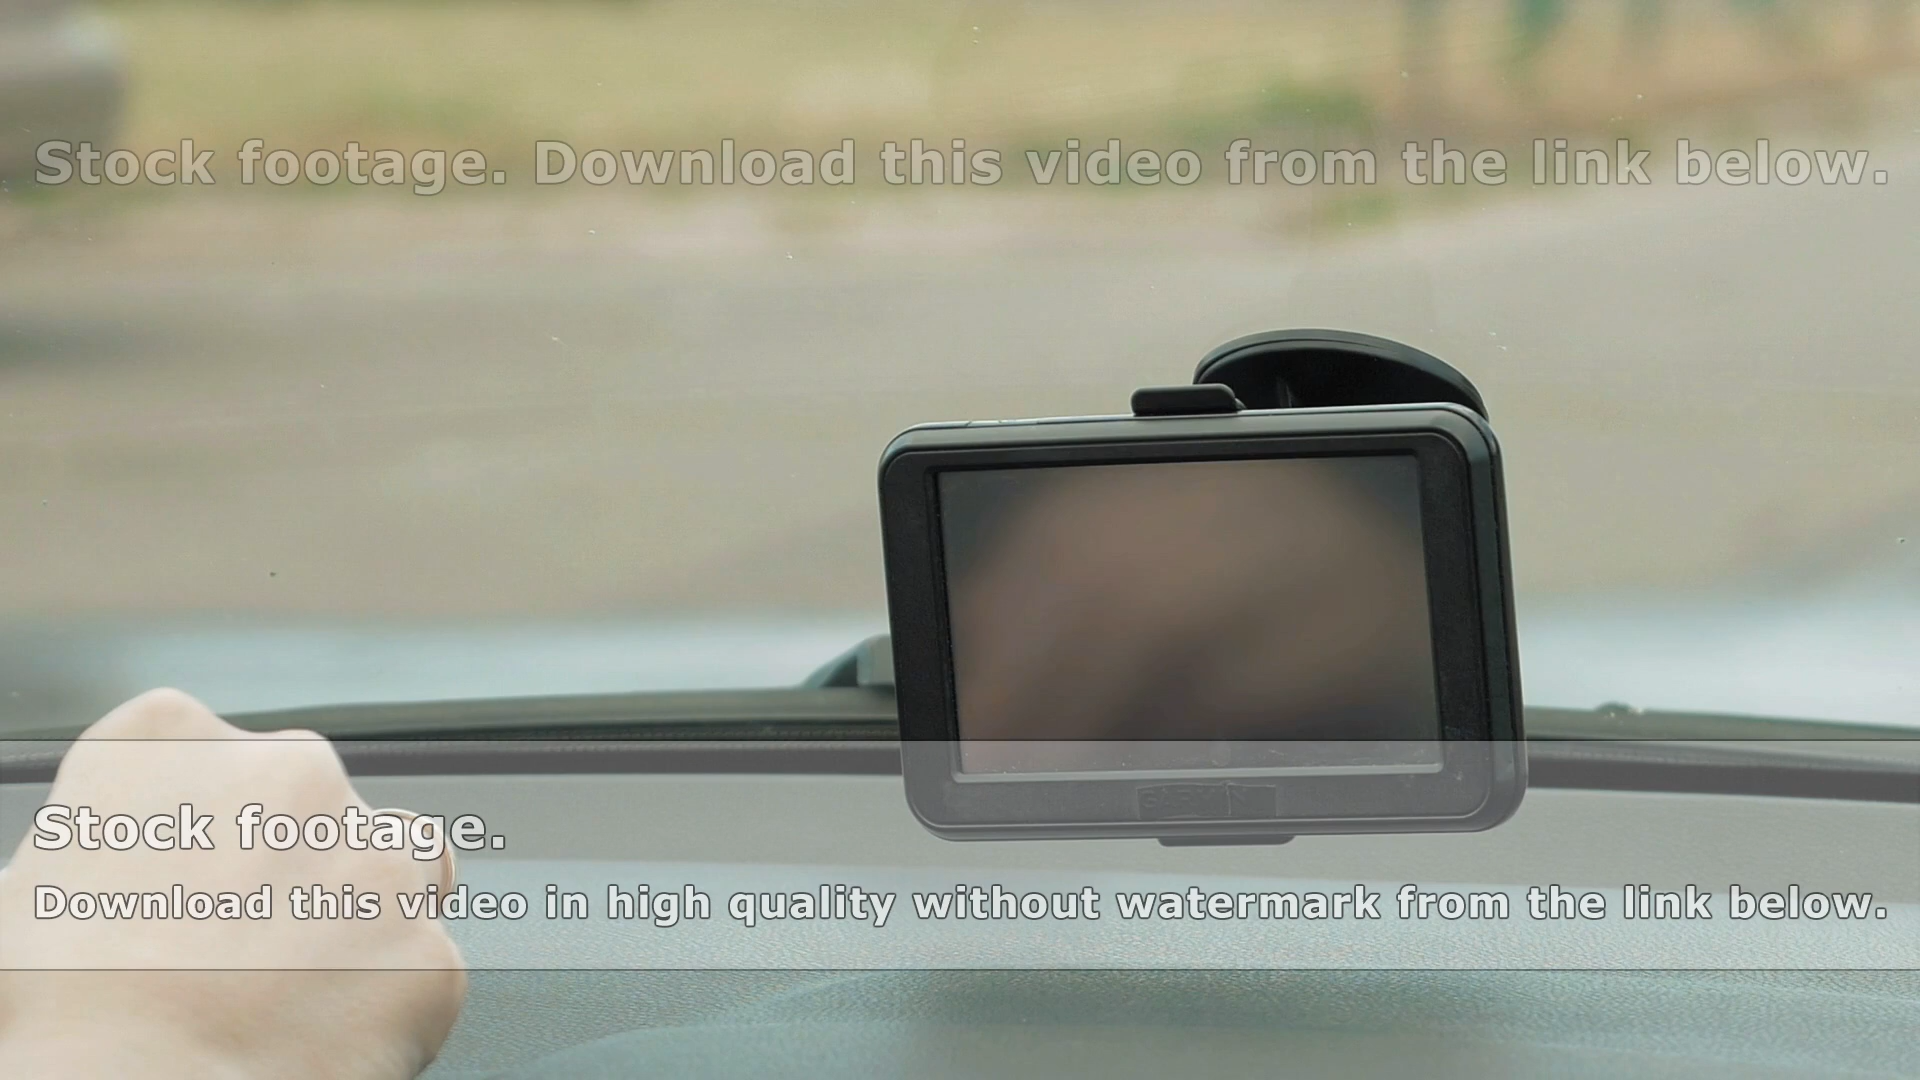 Stock footage. Download this video from the link below.
Stock footage.
Download this video in high quality without watermark from the link below.